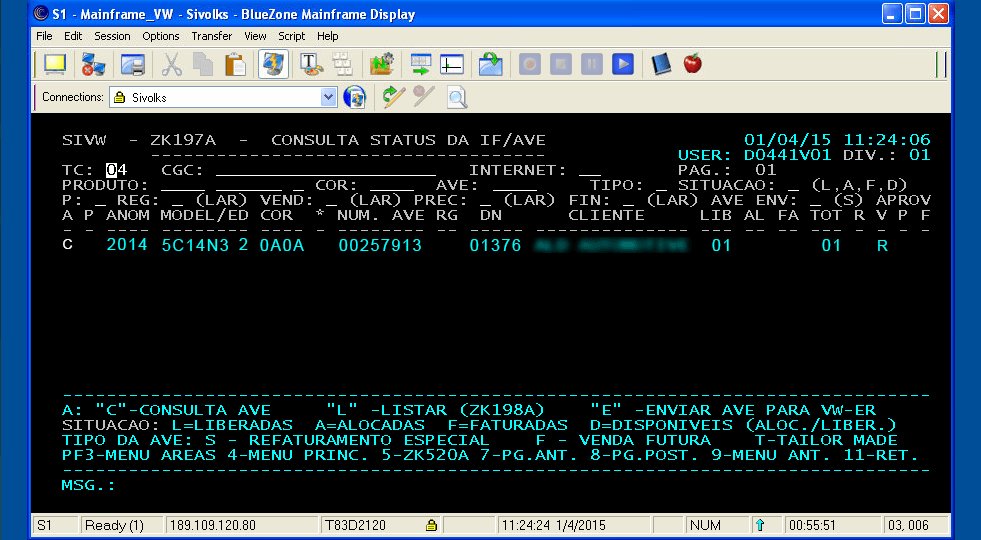 S1 - Mainframe_VW - Sivolks - BlueZone Mainframe Display
File Edit Session Options Transfer View Script Help
Connections: Sivolks
SIVW - ZK197A - CONSULTA STATUS DA IF/AVE 01/04/15 11:24:06
USER: D0441V01 DIV.: 01
TC: 04 CGC: ____________________ INTERNET: __ PAG.: 01
PRODUTO: ____ ______ _ COR: ____ AVE: ____ TIPO: _ SITUACAO: _ (L,A,F,D)
P: _ REG: _ (LAR) VEND: _ (LAR) PREC: _ (LAR) FIN: _ (LAR) AVE ENV: _ (S) APROV
A P ANOM MODEL/ED COR * NUM. AVE RG DN CLIENTE LIB AL FA TOT R V P F
C 2014 5C14N3 2 0A0A 00257913 01376 01 01 R
A: "C"-CONSULTA AVE "L" -LISTAR (ZK198A) "E" -ENVIAR AVE PARA VW-ER
SITUACAO: L=LIBERADAS A=ALOCADAS F=FATURADAS D=DISPONIVEIS (ALOC./LIBER.)
TIPO DA AVE: S - REFATURAMENTO ESPECIAL F - VENDA FUTURA T-TAILOR MADE
PF3-MENU AREAS 4-MENU PRINC. 5-ZK520A 7-PG.ANT. 8-PG.POST. 9-MENU ANT. 11-RET.
MSG.:
S1 Ready (1) 189.109.120.80 T83D2120 11:24:24 1/4/2015 NUM 00:55:51 03, 006